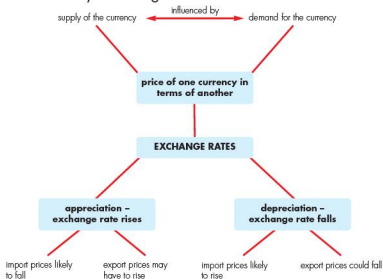 influenced by
supply of the currency
demand for the currency
price of one currency in
terms of another
EXCHANGE RATES
appreciation –
exchange rate rises
depreciation –
exchange rate falls
import prices likely
to fall
export prices may
have to rise
import prices likely
to rise
export prices could fall